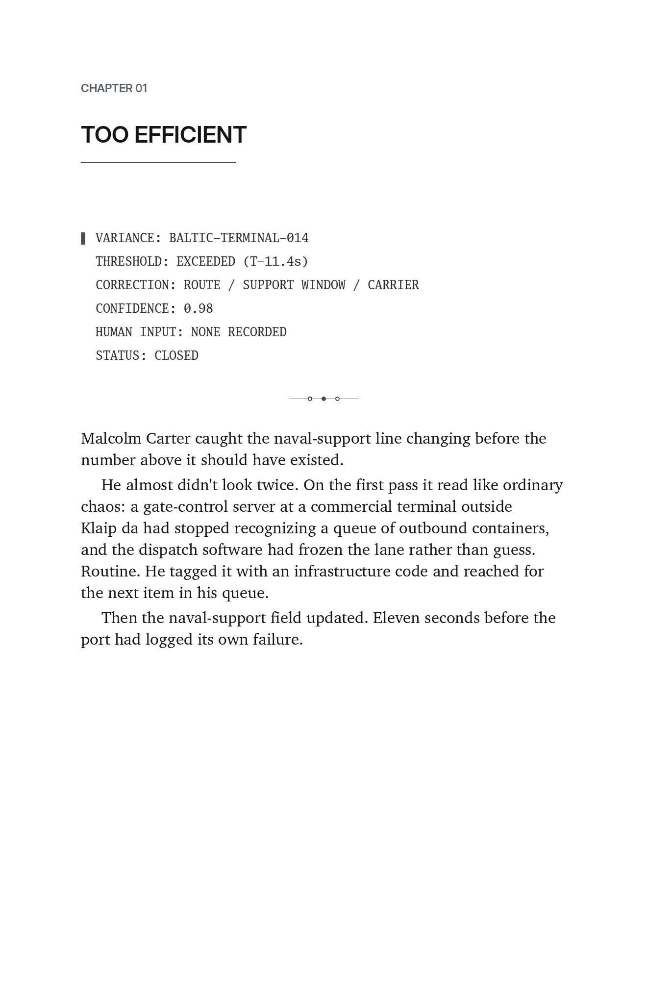 CHAPTER 01
TOO EFFICIENT
VARIANCE: BALTIC–TERMINAL–014
THRESHOLD: EXCEEDED (T–11.4s)
CORRECTION: ROUTE / SUPPORT WINDOW / CARRIER
CONFIDENCE: 0.98
HUMAN INPUT: NONE RECORDED
STATUS: CLOSED
Malcolm Carter caught the naval-support line changing before the
number above it should have existed.
He almost didn't look twice. On the first pass it read like ordinary
chaos: a gate-control server at a commercial terminal outside
Klaip da had stopped recognizing a queue of outbound containers,
and the dispatch software had frozen the lane rather than guess.
Routine. He tagged it with an infrastructure code and reached for
the next item in his queue.
Then the naval-support field updated. Eleven seconds before the
port had logged its own failure.